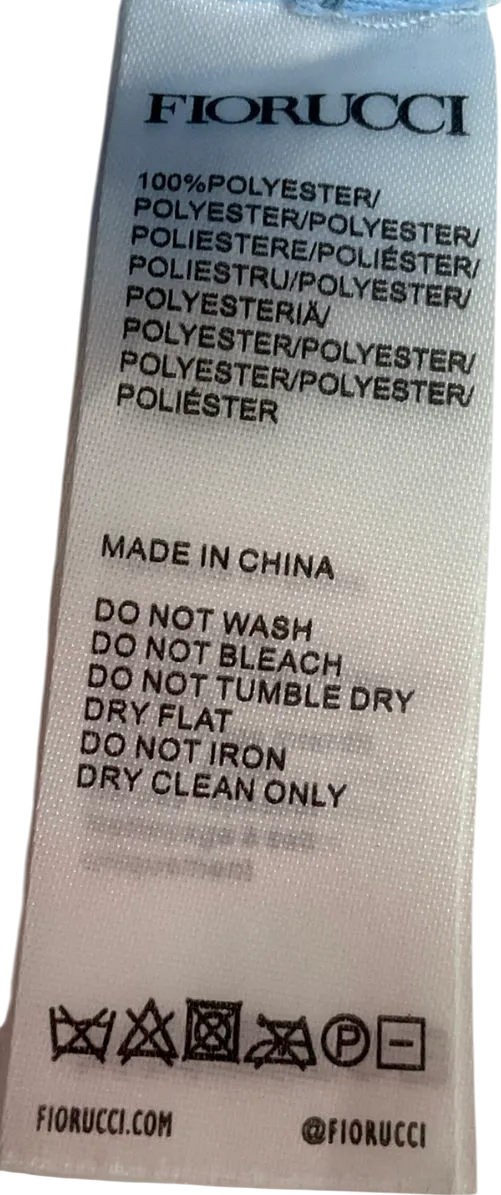 FIORUCCI
100%POLYESTER/
POLYESTER/POLYESTER/
POLIESTERE/POLIÉSTER/
POLIESTRU/POLYESTER/
POLYESTERIÄ/
POLYESTER/POLYESTER/
POLYESTER/POLYESTER/
POLIÉSTER
MADE IN CHINA
DO NOT WASH
DO NOT BLEACH
DO NOT TUMBLE DRY
DRY FLAT
DO NOT IRON
DRY CLEAN ONLY
P
FIORUCCI.COM @FIORUCCI